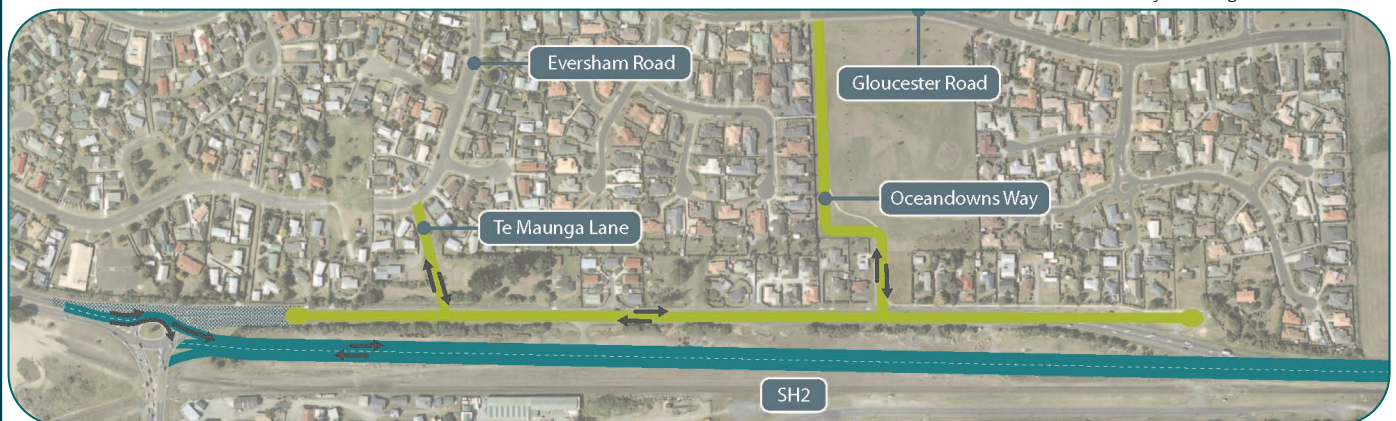 Eversham Road
Gloucester Road
Oceandowns Way
Te Maunga Lane
SH2